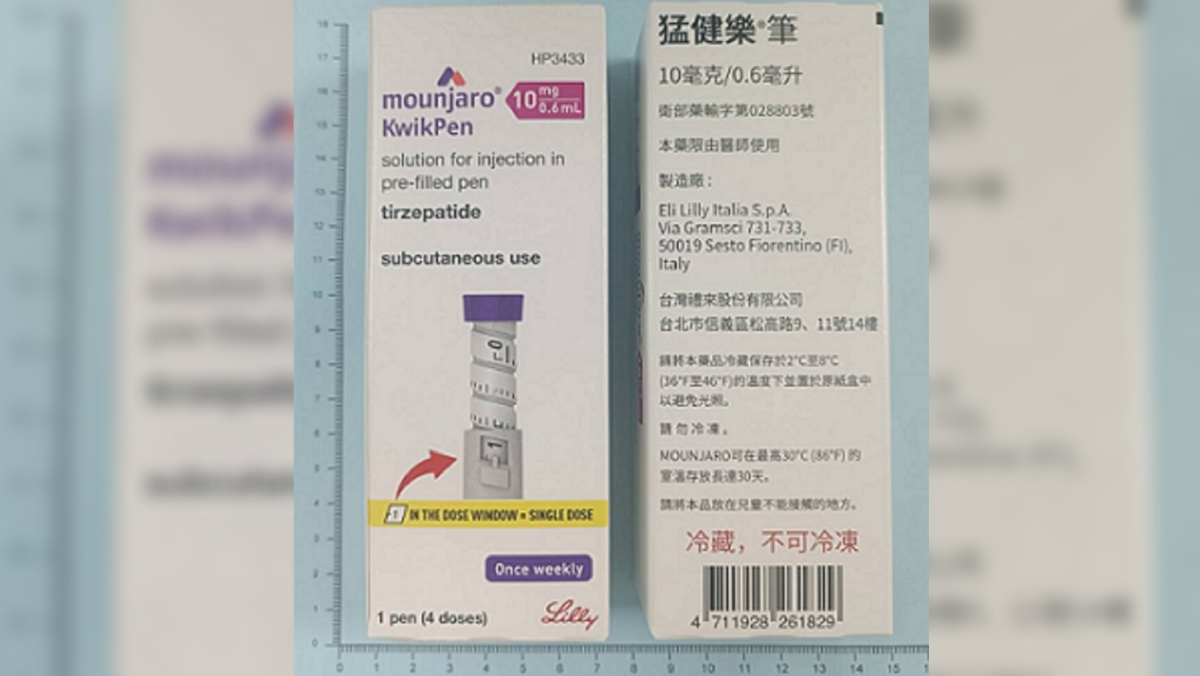 HP3433
mounjaro®
10 mg
0.6 mL
KwikPen
solution for injection in
pre-filled pen
tirzepatide
subcutaneous use
1 IN THE DOSE WINDOW = SINGLE DOSE
Once weekly
1 pen (4 doses)
Lilly
猛健樂®筆
10毫克/0.6毫升
衛部藥輸字第028803號
本藥限由醫師使用
製造廠：
Eli Lilly Italia S.p.A.
Via Gramsci 731-733,
50019 Sesto Fiorentino (FI),
Italy
台灣禮來股份有限公司
台北市信義區松高路9、11號14樓
請將本藥品冷藏保存於2°C至8°C
(36°F至46°F)的溫度下並置於原紙盒中
以避免光照。
請勿冷凍。
MOUNJARO可在最高30°C (86°F) 的
室溫存放長達30天。
請將本品放在兒童不能接觸的地方。
冷藏，不可冷凍
4 711928 261829